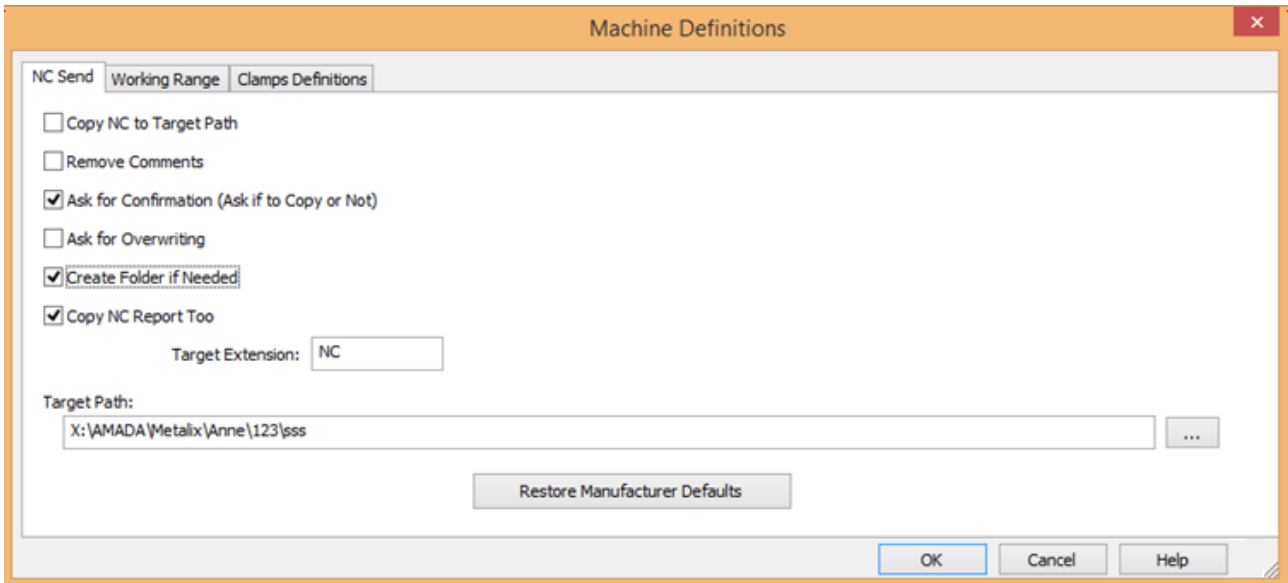 Machine Definitions
NC Send Working Range Clamps Definitions
Copy NC to Target Path
Remove Comments
Ask for Confirmation (Ask if to Copy or Not)
Ask for Overwriting
Create Folder if Needed
Copy NC Report Too
Target Extension: NC
Target Path:
X:\AMADA\Metalix\Anne\123\sss
...
Restore Manufacturer Defaults
OK Cancel Help